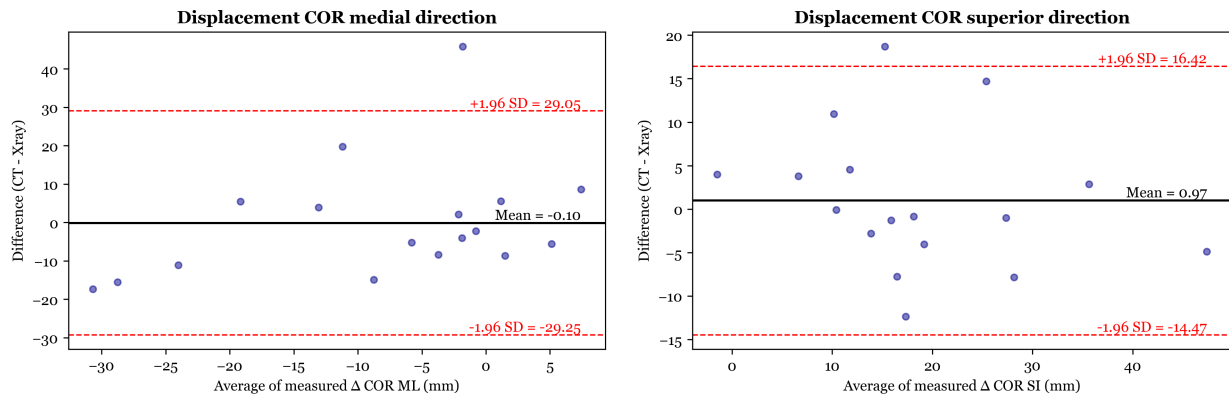 Displacement COR medial direction
Difference (CT - Xray)
40
30
20
10
0
−10
−20
−30
+1.96 SD = 29.05
Mean = -0.10
-1.96 SD = -29.25
−30 −25 −20 −15 −10 −5 0 5
Average of measured Δ COR ML (mm)
Displacement COR superior direction
Difference (CT - Xray)
20
15
10
5
0
−5
−10
−15
+1.96 SD = 16.42
Mean = 0.97
-1.96 SD = -14.47
0 10 20 30 40
Average of measured Δ COR SI (mm)